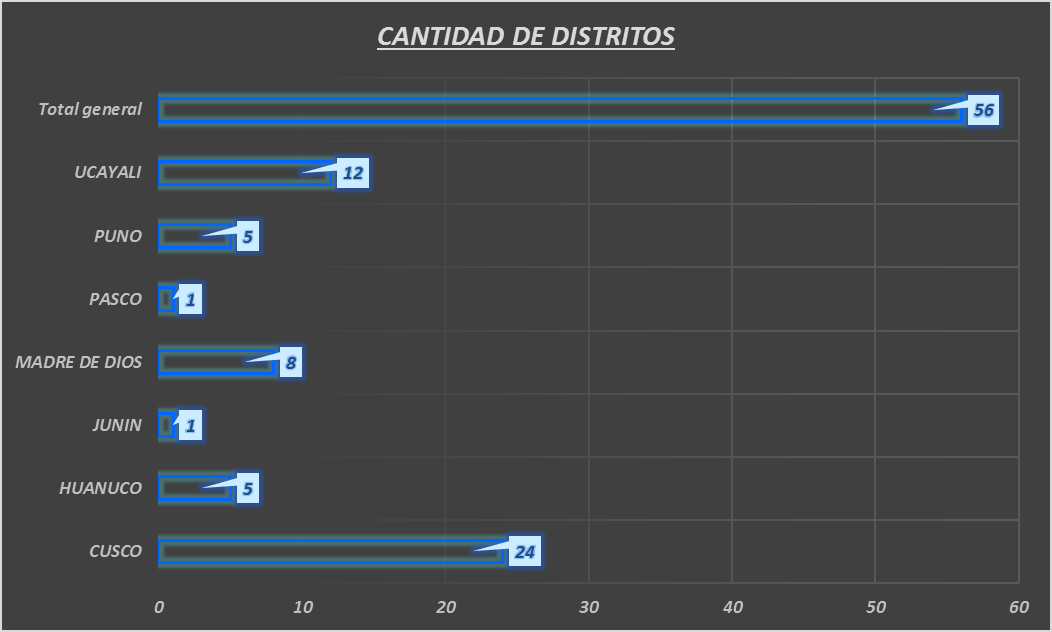 CANTIDAD DE DISTRITOS
Total general 56
UCAYALI 12
PUNO 5
PASCO 1
MADRE DE DIOS 8
JUNIN 1
HUANUCO 5
CUSCO 24
0 10 20 30 40 50 60